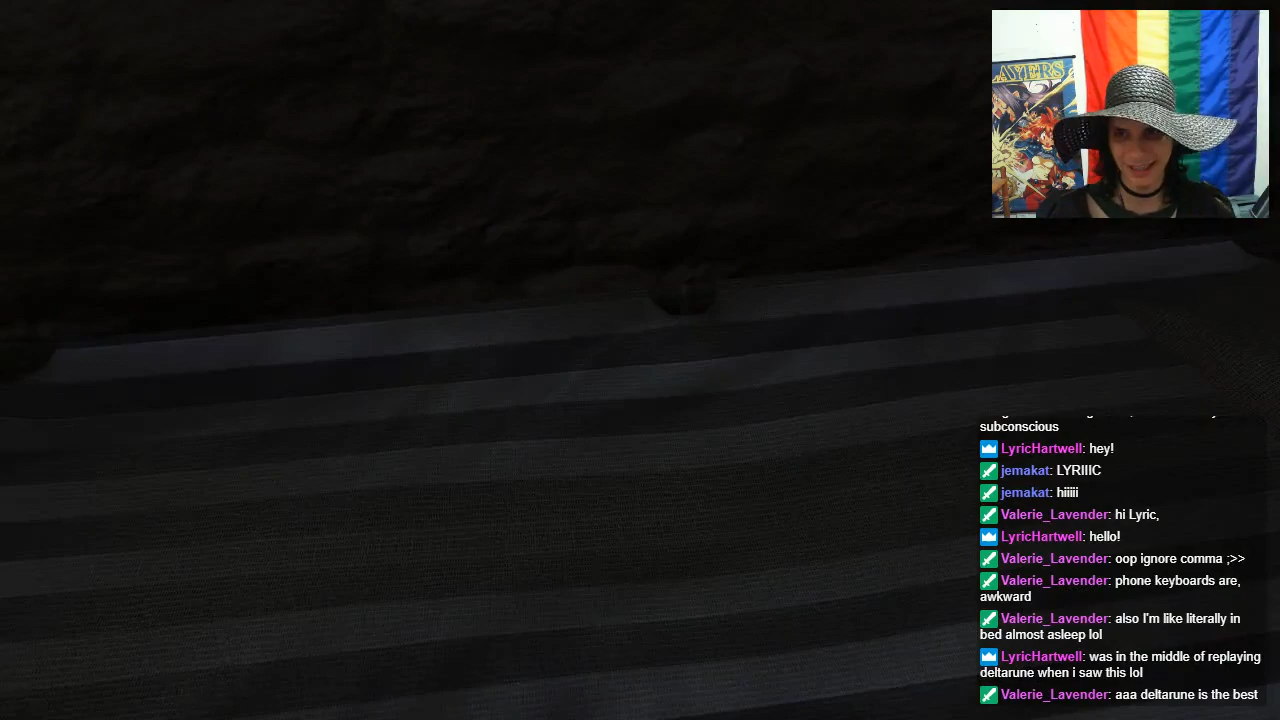 AYERS
subconscious
LyricHartwell: hey!
jemakat: LYRIIIC
jemakat: hiiiii
Valerie_Lavender: hi Lyric,
LyricHartwell: hello!
Valerie_Lavender: oop ignore comma ;>>
Valerie_Lavender: phone keyboards are,
awkward
Valerie_Lavender: also I'm like literally in
bed almost asleep lol
LyricHartwell: was in the middle of replaying
deltarune when i saw this lol
Valerie_Lavender: aaa deltarune is the best